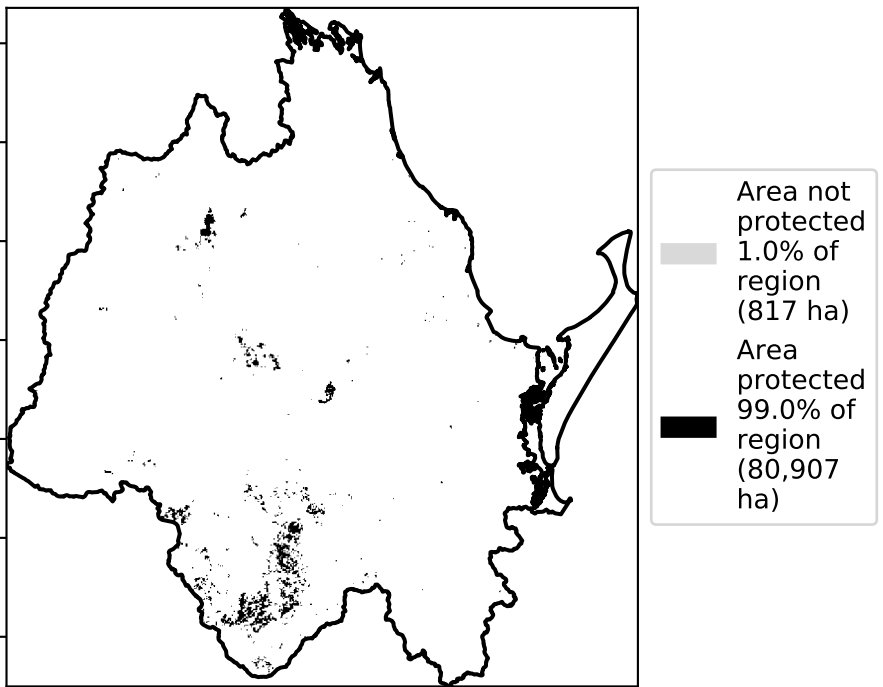 Area not
protected
1.0% of
region
(817 ha)
Area
protected
99.0% of
region
(80,907
ha)